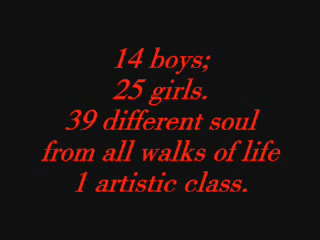 14 boys;
25 girls.
39 different soul
from all walks of life
1 artistic class.